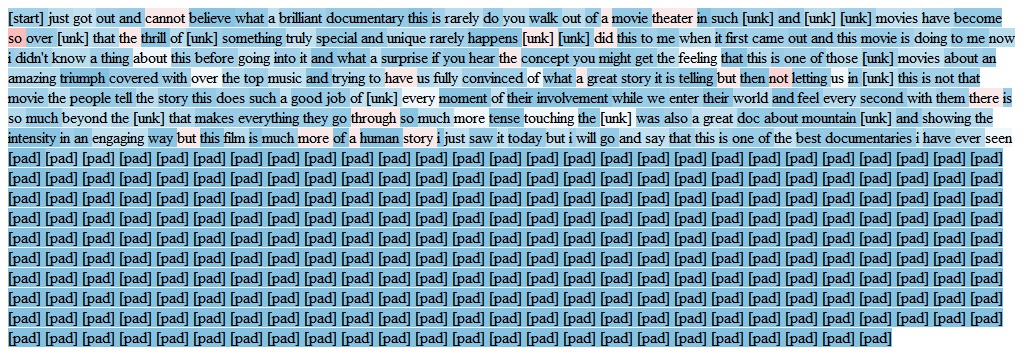 [start] just got out and cannot believe what a brilliant documentary this is rarely do you walk out of a movie theater in such [unk] and [unk] [unk] movies have become
so over [unk] that the thrill of [unk] something truly special and unique rarely happens [unk] [unk] did this to me when it first came out and this movie is doing to me now
i didn't know a thing about this before going into it and what a surprise if you hear the concept you might get the feeling that this is one of those [unk] movies about an
amazing triumph covered with over the top music and trying to have us fully convinced of what a great story it is telling but then not letting us in [unk] this is not that
movie the people tell the story this does such a good job of [unk] every moment of their involvement while we enter their world and feel every second with them there is
so much beyond the [unk] that makes everything they go through so much more tense touching the [unk] was also a great doc about mountain [unk] and showing the
intensity in an engaging way but this film is much more of a human story i just saw it today but i will go and say that this is one of the best documentaries i have ever seen
[pad] [pad] [pad] [pad] [pad] [pad] [pad] [pad] [pad] [pad] [pad] [pad] [pad] [pad] [pad] [pad] [pad] [pad] [pad] [pad] [pad] [pad] [pad] [pad] [pad] [pad] [pad]
[pad] [pad] [pad] [pad] [pad] [pad] [pad] [pad] [pad] [pad] [pad] [pad] [pad] [pad] [pad] [pad] [pad] [pad] [pad] [pad] [pad] [pad] [pad] [pad] [pad] [pad] [pad]
[pad] [pad] [pad] [pad] [pad] [pad] [pad] [pad] [pad] [pad] [pad] [pad] [pad] [pad] [pad] [pad] [pad] [pad] [pad] [pad] [pad] [pad] [pad] [pad] [pad] [pad] [pad]
[pad] [pad] [pad] [pad] [pad] [pad] [pad] [pad] [pad] [pad] [pad] [pad] [pad] [pad] [pad] [pad] [pad] [pad] [pad] [pad] [pad] [pad] [pad] [pad] [pad] [pad] [pad]
[pad] [pad] [pad] [pad] [pad] [pad] [pad] [pad] [pad] [pad] [pad] [pad] [pad] [pad] [pad] [pad] [pad] [pad] [pad] [pad] [pad] [pad] [pad] [pad] [pad] [pad] [pad]
[pad] [pad] [pad] [pad] [pad] [pad] [pad] [pad] [pad] [pad] [pad] [pad] [pad] [pad] [pad] [pad] [pad] [pad] [pad] [pad] [pad] [pad] [pad] [pad] [pad] [pad] [pad]
[pad] [pad] [pad] [pad] [pad] [pad] [pad] [pad] [pad] [pad] [pad] [pad] [pad] [pad] [pad] [pad] [pad] [pad] [pad] [pad] [pad] [pad] [pad] [pad] [pad] [pad] [pad]
[pad] [pad] [pad] [pad] [pad] [pad] [pad] [pad] [pad] [pad] [pad] [pad] [pad] [pad] [pad] [pad] [pad] [pad] [pad] [pad] [pad] [pad] [pad] [pad] [pad] [pad] [pad]
[pad] [pad] [pad] [pad] [pad] [pad] [pad] [pad] [pad] [pad] [pad] [pad] [pad] [pad] [pad] [pad] [pad] [pad] [pad] [pad] [pad] [pad] [pad] [pad] [pad] [pad] [pad]
[pad] [pad] [pad] [pad] [pad] [pad] [pad] [pad] [pad] [pad] [pad] [pad] [pad] [pad] [pad] [pad] [pad] [pad] [pad] [pad] [pad] [pad] [pad] [pad]